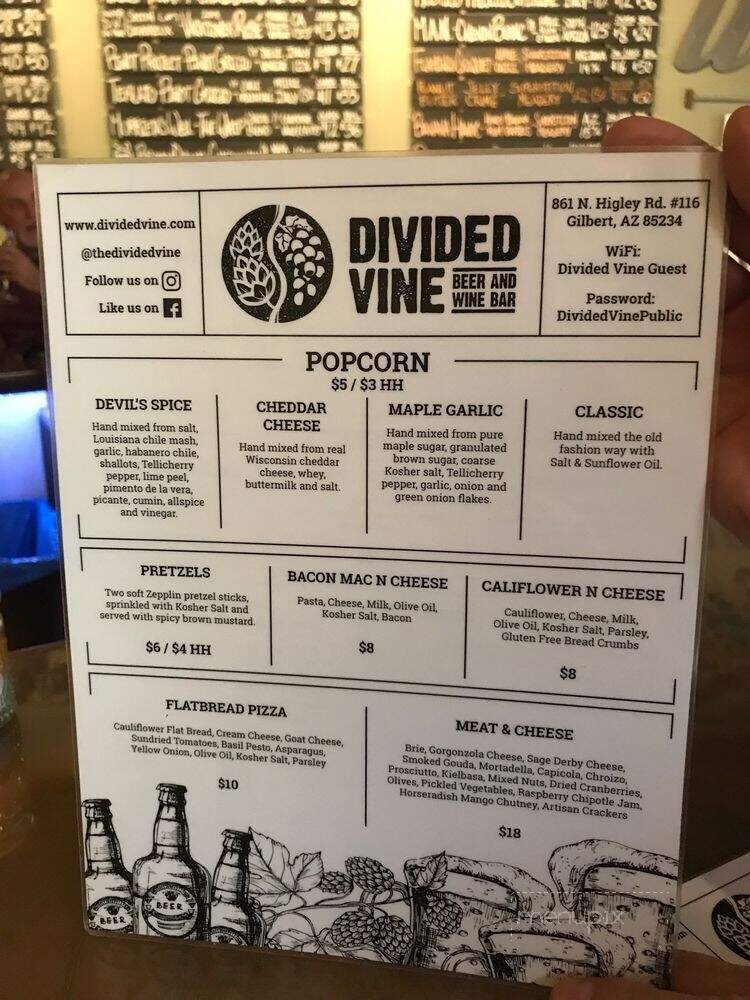 www.dividedvine.com
@thedividedvine
Follow us on
Like us on
DIVIDED
VINE
BEER AND
WINE BAR
861 N. Higley Rd. #116
Gilbert, AZ 85234
WiFi:
Divided Vine Guest
Password:
DividedVinePublic
POPCORN
$5 / $3 HH
DEVIL'S SPICE
Hand mixed from salt,
Louisiana chile mash,
garlic, habanero chile,
shallots, Tellicherry
pepper, lime peel,
pimento de la vera,
picante, cumin, allspice
and vinegar.
CHEDDAR
CHEESE
Hand mixed from real
Wisconsin cheddar
cheese, whey,
buttermilk and salt.
MAPLE GARLIC
Hand mixed from pure
maple sugar, granulated
brown sugar, coarse
Kosher salt, Tellicherry
pepper, garlic, onion and
green onion flakes.
CLASSIC
Hand mixed the old
fashion way with
Salt & Sunflower Oil.
PRETZELS
Two soft Zepplin pretzel sticks,
sprinkled with Kosher Salt and
served with spicy brown mustard.
$6 / $4 HH
BACON MAC N CHEESE
Pasta, Cheese, Milk, Olive Oil,
Kosher Salt, Bacon
$8
CALIFLOWER N CHEESE
Cauliflower, Cheese, Milk,
Olive Oil, Kosher Salt, Parsley,
Gluten Free Bread Crumbs
$8
FLATBREAD PIZZA
Cauliflower Flat Bread, Cream Cheese, Goat Cheese,
Sundried Tomatoes, Basil Pesto, Asparagus,
Yellow Onion, Olive Oil, Kosher Salt, Parsley
$10
MEAT & CHEESE
Brie, Gorgonzola Cheese, Sage Derby Cheese,
Smoked Gouda, Mortadella, Capicola, Chroizo,
Prosciutto, Kielbasa, Mixed Nuts, Dried Cranberries,
Olives, Pickled Vegetables, Raspberry Chipotle Jam,
Horseradish Mango Chutney, Artisan Crackers
$18
BEER
BEER
menupix